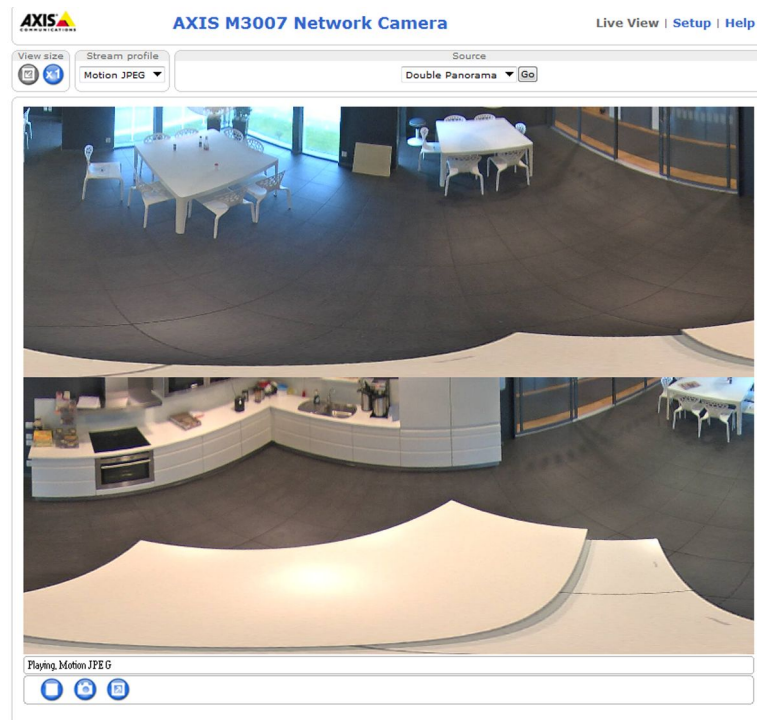 AXIS
COMMUNICATIONS
AXIS M3007 Network Camera
Live View | Setup | Help
View size
Stream profile
Source
x1
Motion JPEG
Double Panorama
Go
Playing, Motion JPEG